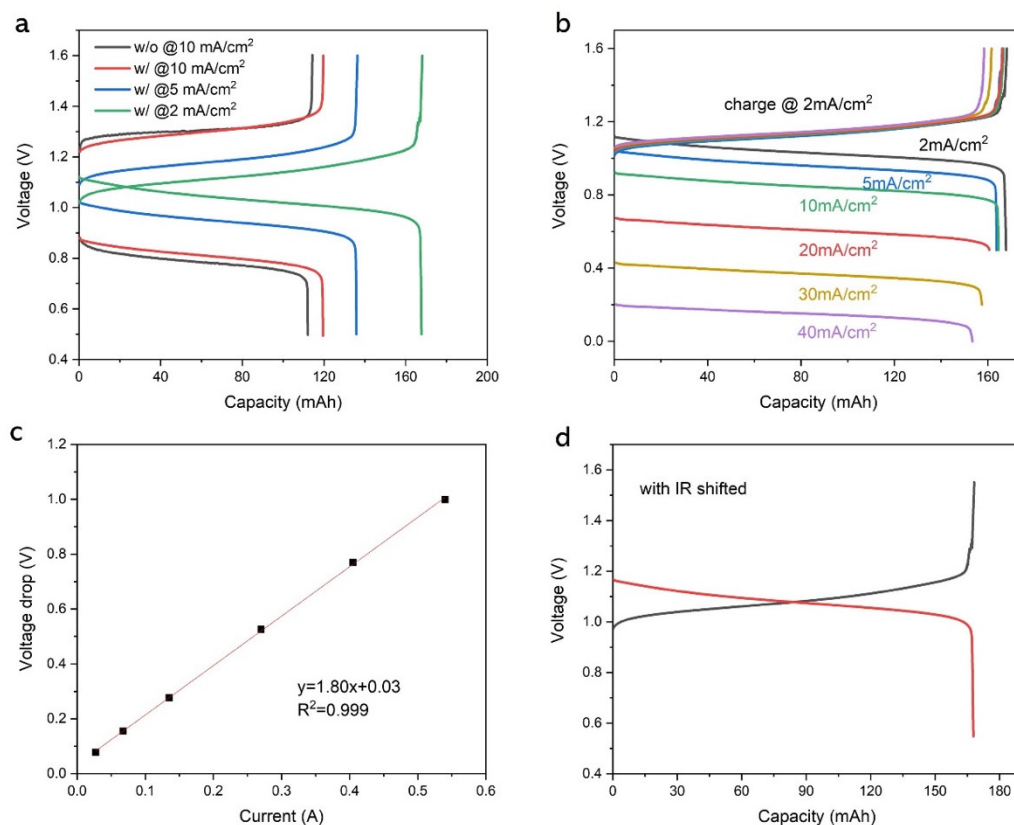 a
w/o @10 mA/cm²
w/ @10 mA/cm²
w/ @5 mA/cm²
w/ @2 mA/cm²
1.6
1.4
1.2
1.0
0.8
0.6
0.4
Voltage (V)
0
40
80
120
160
200
Capacity (mAh)
b
charge @ 2mA/cm²
2mA/cm²
5mA/cm²
10mA/cm²
20mA/cm²
30mA/cm²
40mA/cm²
1.6
1.2
0.8
0.4
0.0
Voltage (V)
0
40
80
120
160
Capacity (mAh)
c
1.2
1.0
0.8
0.6
0.4
0.2
0.0
Voltage drop (V)
y=1.80x+0.03
R²=0.999
0.0
0.1
0.2
0.3
0.4
0.5
0.6
Current (A)
d
with IR shifted
1.6
1.4
1.2
1.0
0.8
0.6
0.4
Voltage (V)
0
30
60
90
120
150
180
Capacity (mAh)